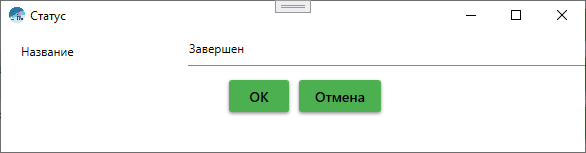 Статус
Название
Завершен
ОК
Отмена